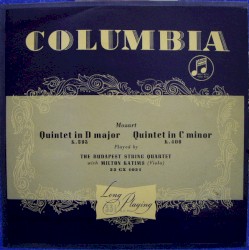 COLUMBIA
Mozart
Quintet in D major Quintet in C minor
K.593 K.406
Played by
THE BUDAPEST STRING QUARTET
with MILTON KATIMS (Viola)
Long
Playing